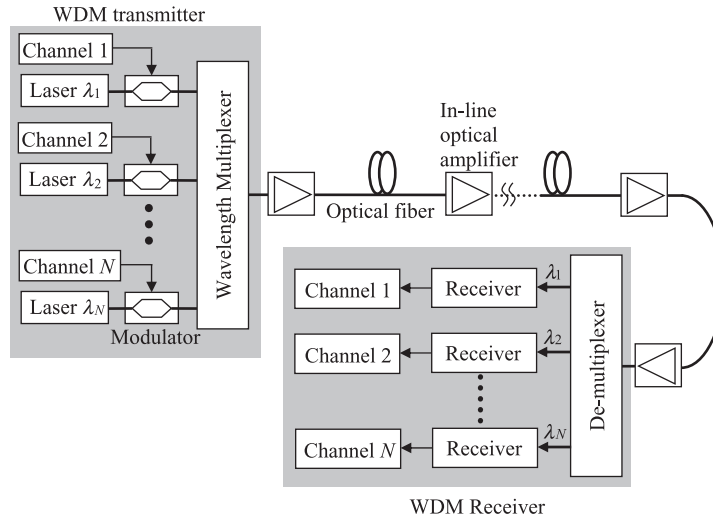 WDM transmitter
Channel 1
Laser λ1
Channel 2
Laser λ2
Channel N
Laser λN
Modulator
Wavelength Multiplexer
In-line
optical
amplifier
Optical fiber
Channel 1
Receiver
λ1
Channel 2
Receiver
λ2
Channel N
Receiver
λN
De-multiplexer
WDM Receiver